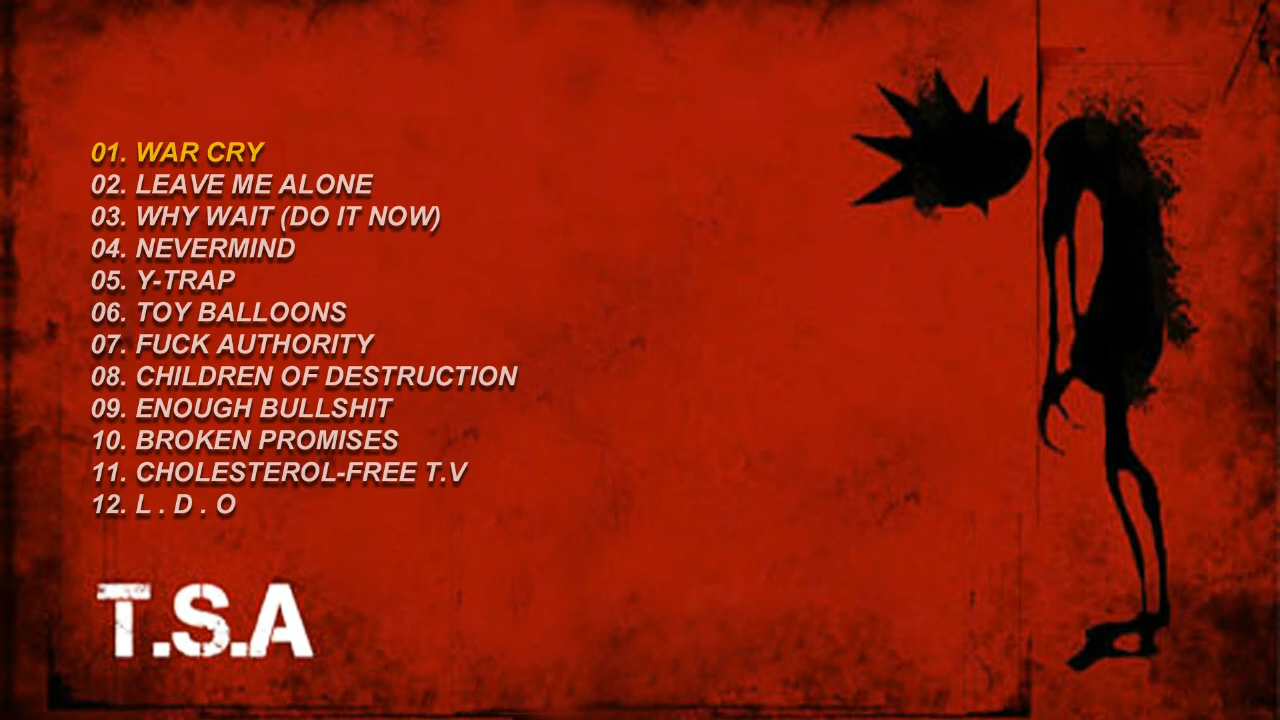 01. WAR CRY
02. LEAVE ME ALONE
03. WHY WAIT (DO IT NOW)
04. NEVERMIND
05. Y-TRAP
06. TOY BALLOONS
07. FUCK AUTHORITY
08. CHILDREN OF DESTRUCTION
09. ENOUGH BULLSHIT
10. BROKEN PROMISES
11. CHOLESTEROL-FREE T.V
12. L . D . O
T.S.A